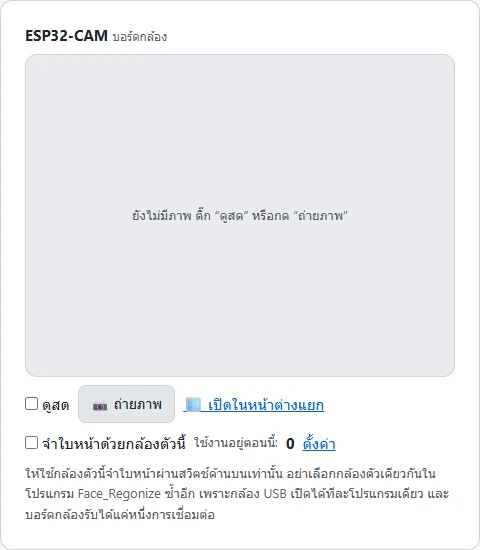 ESP32-CAM บอร์ดกล้อง
ยังไม่มีภาพ ติ๊ก “ดูสด” หรือกด “ถ่ายภาพ”
ดูสด ถ่ายภาพ เปิดในหน้าต่างแยก
จำใบหน้าด้วยกล้องตัวนี้ ใช้งานอยู่ตอนนี้: 0 ตั้งค่า
ให้ใช้กล้องตัวนี้จำใบหน้าผ่านสวิตช์ด้านบนเท่านั้น อย่าเลือกกล้องตัวเดียวกันใน
โปรแกรม Face_Regonize ซ้ำอีก เพราะกล้อง USB เปิดได้ทีละโปรแกรมเดียว และ
บอร์ดกล้องรับได้แค่หนึ่งการเชื่อมต่อ